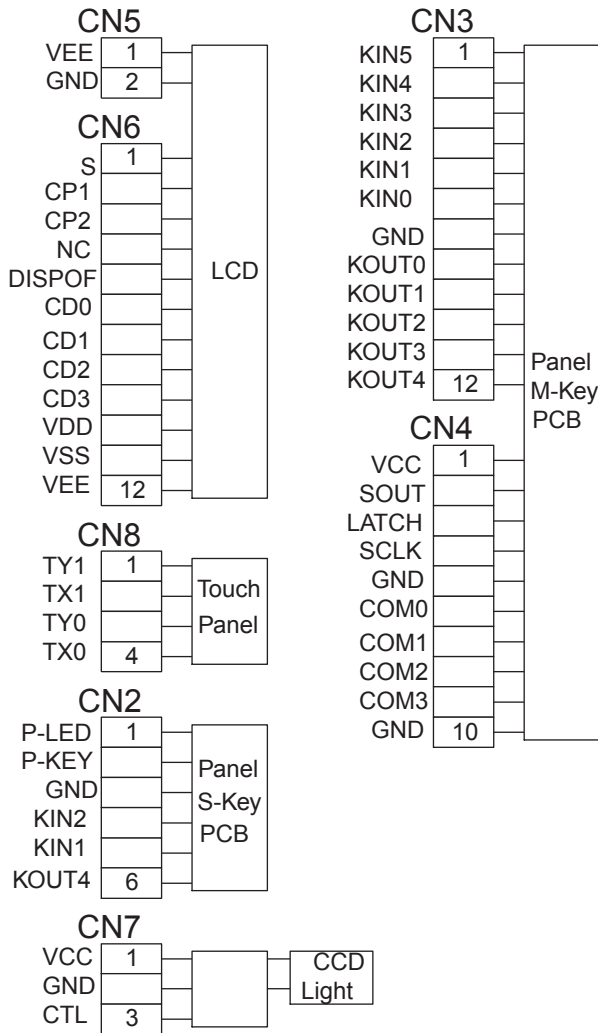 CN5
VEE 1
GND 2
CN6
S 1
CP1
CP2
NC
DISPOF
CD0
CD1
CD2
CD3
VDD
VSS
VEE 12
LCD
CN8
TY1 1
TX1
TY0
TX0 4
Touch
Panel
CN2
P-LED 1
P-KEY
GND
KIN2
KIN1
KOUT4 6
Panel
S-Key
PCB
CN7
VCC 1
GND
CTL 3
CCD
Light
CN3
KIN5 1
KIN4
KIN3
KIN2
KIN1
KIN0
GND
KOUT0
KOUT1
KOUT2
KOUT3
KOUT4 12
CN4
VCC 1
SOUT
LATCH
SCLK
GND
COM0
COM1
COM2
COM3
GND 10
Panel
M-Key
PCB